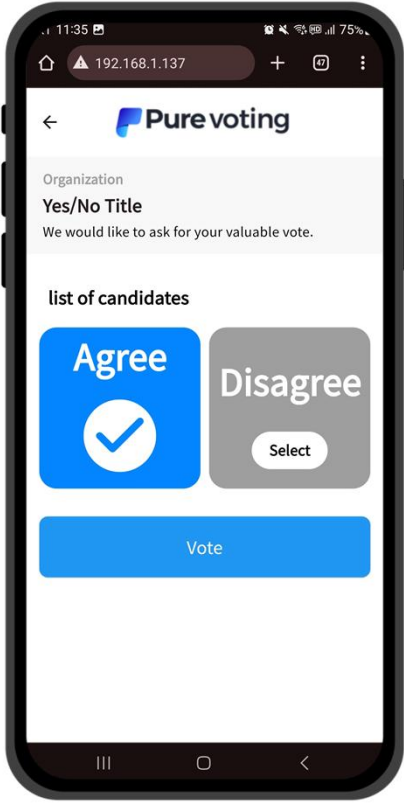 11:35 75%
192.168.1.137 47
Pure voting
Organization
Yes/No Title
We would like to ask for your valuable vote.
list of candidates
Agree
Disagree
Select
Vote